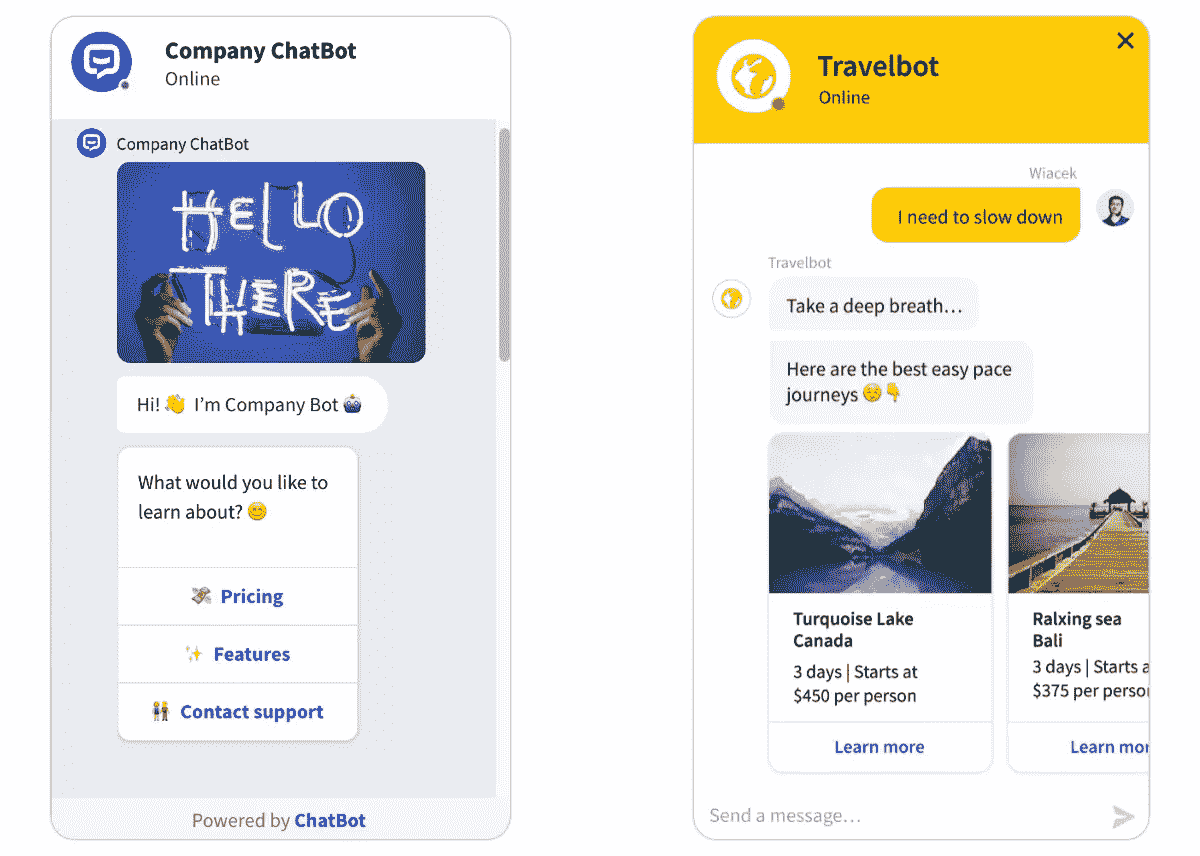 Company ChatBot
Online
Company ChatBot
HELLO
THERE
Hi! 👋 I'm Company Bot 🤖
What would you like to
learn about? 😊
💸 Pricing
✨ Features
👫 Contact support
Powered by ChatBot
Travelbot
Online
Wiacek
I need to slow down
Travelbot
Take a deep breath…
Here are the best easy pace
journeys 😌👇
Turquoise Lake
Canada
3 days | Starts at
$450 per person
Learn more
Ralxing sea
Bali
3 days | Starts a
$375 per perso
Learn mor
Send a message…